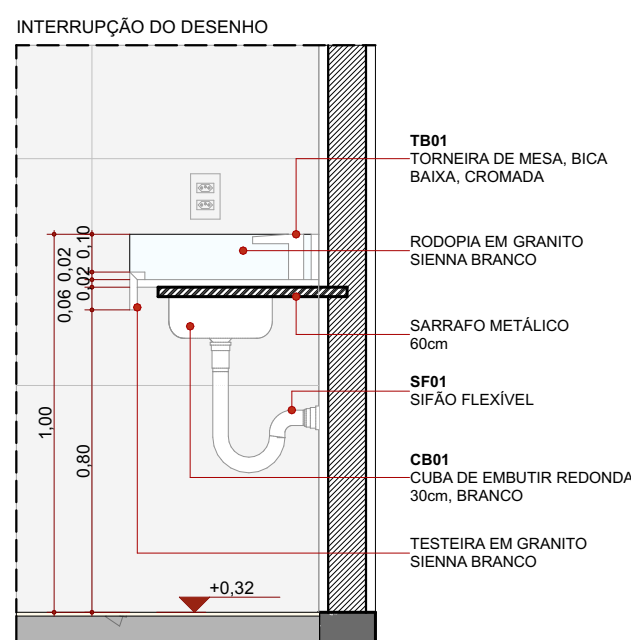 INTERRUPÇÃO DO DESENHO
TB01
TORNEIRA DE MESA, BICA
BAIXA, CROMADA
RODOPIA EM GRANITO
SIENNA BRANCO
SARRAFO METÁLICO
60cm
SF01
SIFÃO FLEXÍVEL
CB01
CUBA DE EMBUTIR REDONDA
30cm, BRANCO
TESTEIRA EM GRANITO
SIENNA BRANCO
0,10
0,02
0,02
0,06
1,00
0,80
+0,32